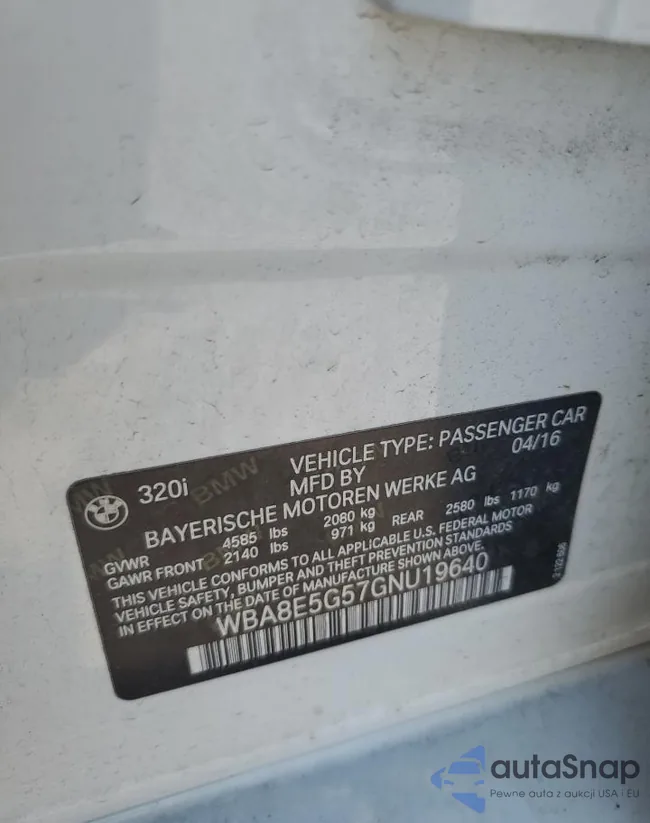 VEHICLE TYPE: PASSENGER CAR
320i MFD BY 04/16
BAYERISCHE MOTOREN WERKE AG
GVWR 4585 lbs 2080 kg
GAWR FRONT 2140 lbs 971 kg REAR 2580 lbs 1170 kg
THIS VEHICLE CONFORMS TO ALL APPLICABLE U.S. FEDERAL MOTOR
VEHICLE SAFETY, BUMPER AND THEFT PREVENTION STANDARDS
IN EFFECT ON THE DATE OF MANUFACTURE SHOWN ABOVE.
WBA8E5G57GNU19640
BMW
autaSnap
Pewne auta z aukcji USA i EU